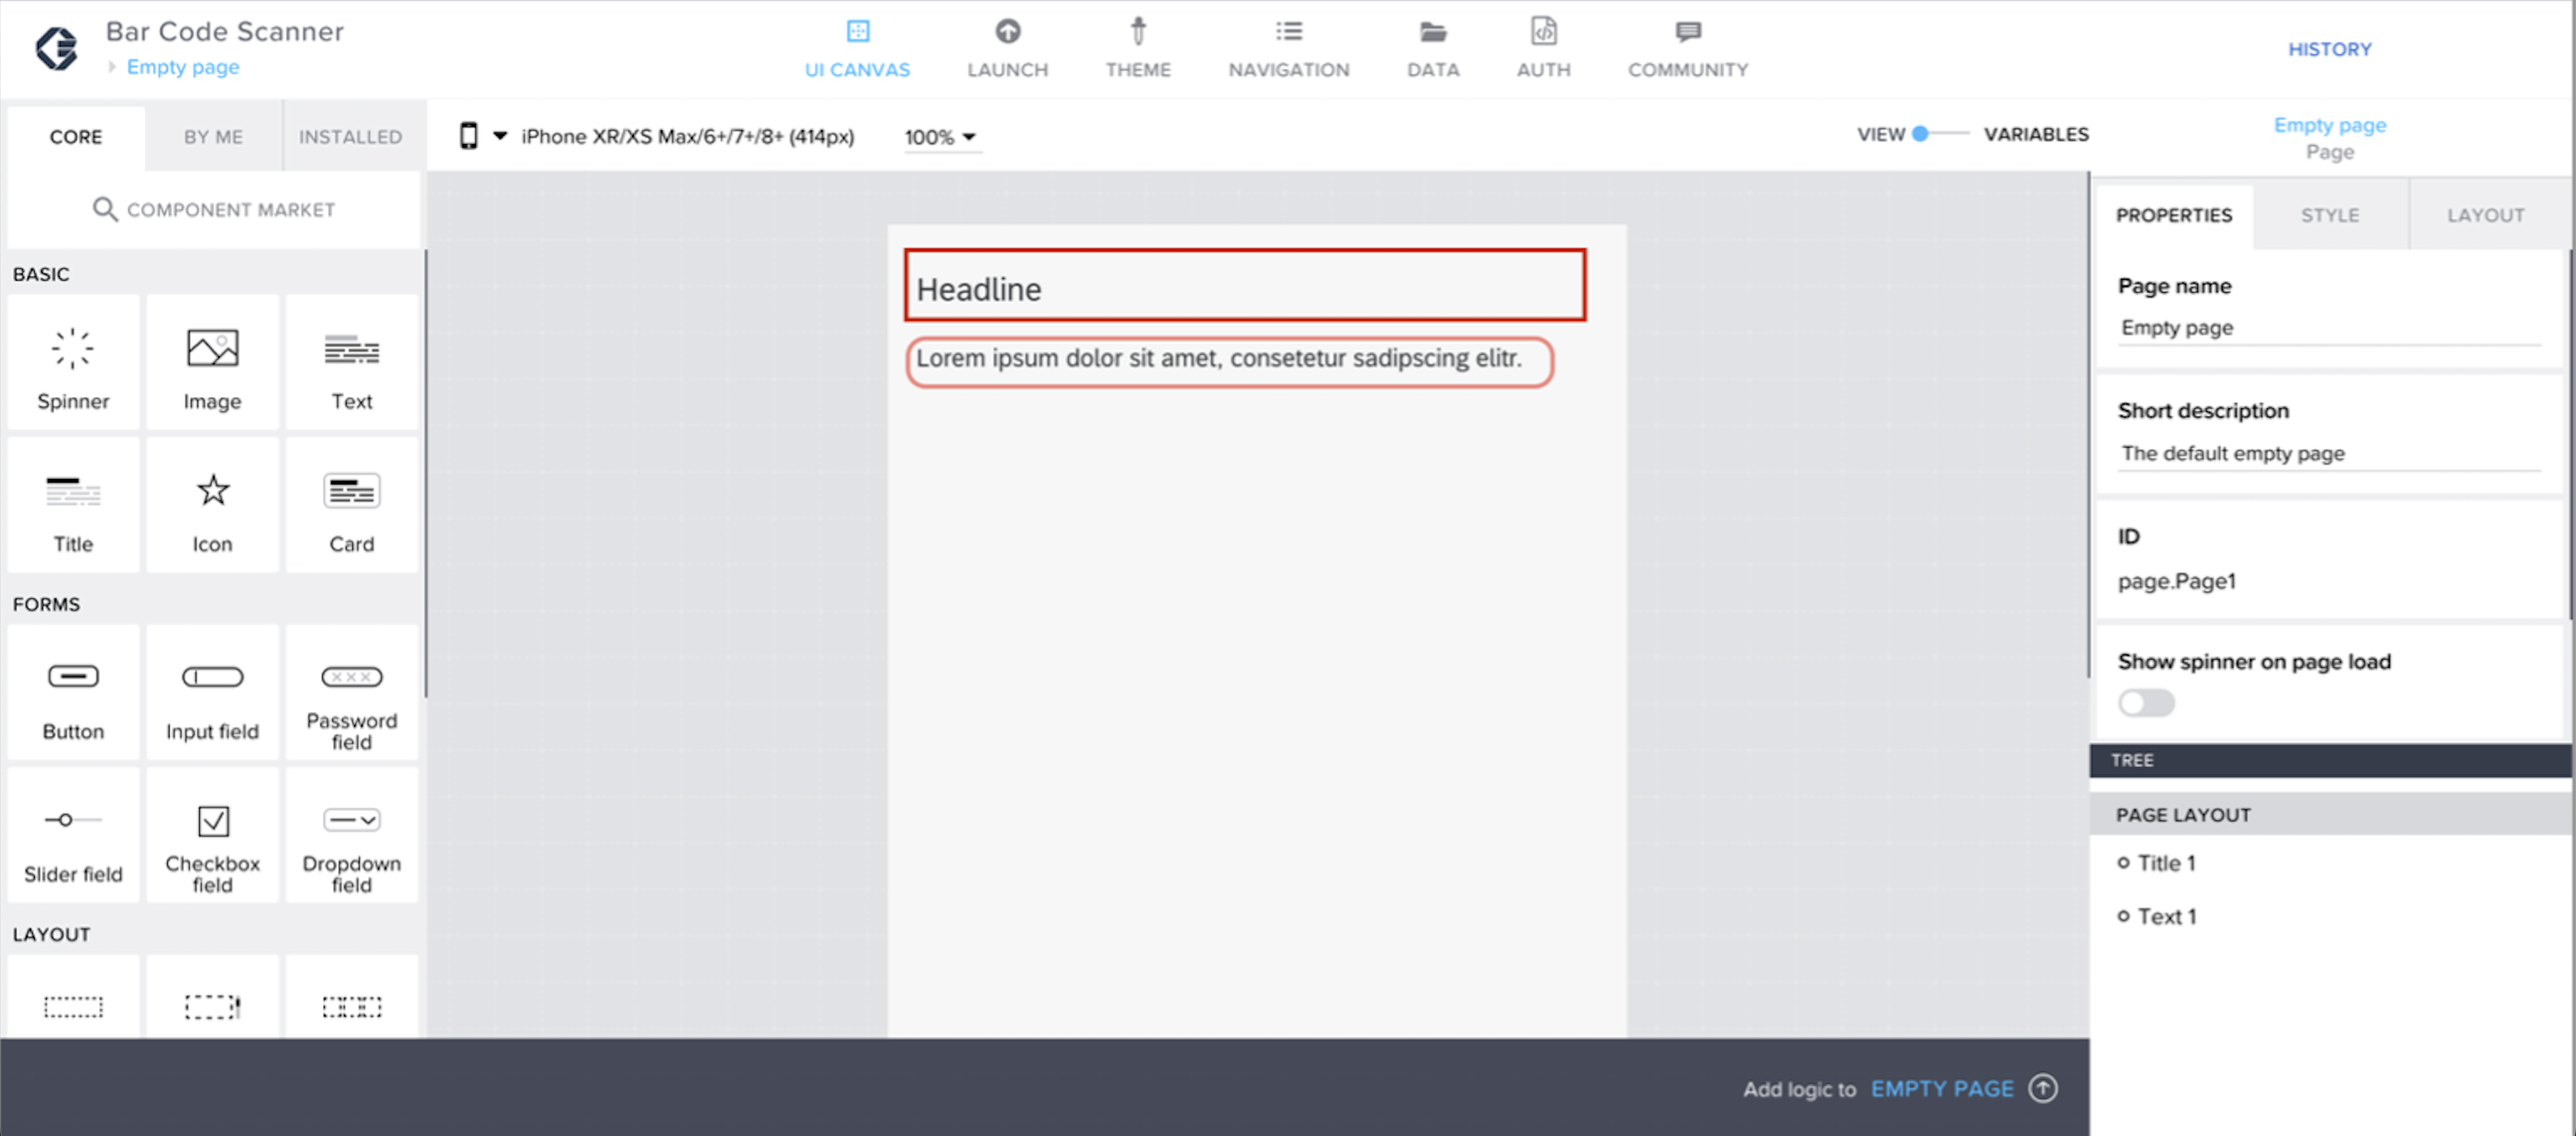 Bar Code Scanner
Empty page
UI CANVAS
LAUNCH
THEME
NAVIGATION
DATA
AUTH
COMMUNITY
HISTORY
CORE
BY ME
INSTALLED
iPhone XR/XS Max/6+/7+/8+ (414px)
100%
VIEW
VARIABLES
Empty page
Page
COMPONENT MARKET
PROPERTIES
STYLE
LAYOUT
BASIC
Spinner
Image
Text
Title
Icon
Card
FORMS
Button
Input field
Password
field
Slider field
Checkbox
field
Dropdown
field
LAYOUT
Headline
Lorem ipsum dolor sit amet, consetetur sadipscing elitr.
Add logic to EMPTY PAGE
Page name
Empty page
Short description
The default empty page
ID
page.Page1
Show spinner on page load
TREE
PAGE LAYOUT
Title 1
Text 1